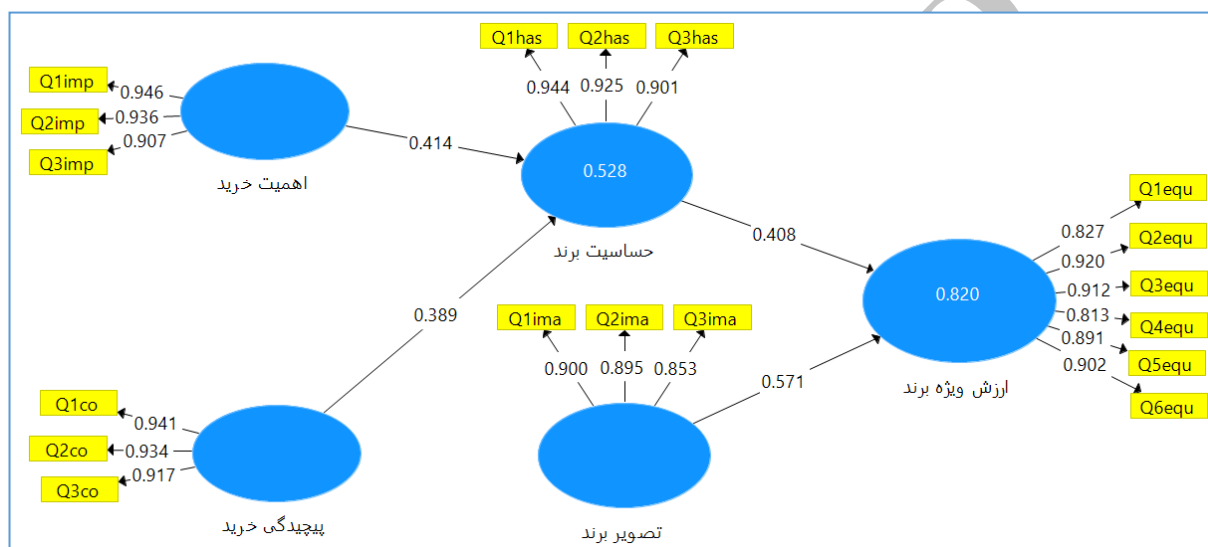 Q1has Q2has Q3has
0.944 0.925 0.901
Q1imp
0.946
Q2imp
0.936
Q3imp
0.907
اهمیت خرید
0.414
0.528
حساسیت برند
0.408
0.389
Q1equ
0.827
Q2equ
0.920
Q3equ
0.912
Q4equ
0.813
Q5equ
0.891
Q6equ
0.902
0.820
ارزش ویژه برند
Q1ima Q2ima Q3ima
0.900 0.895 0.853
0.571
تصویر برند
Q1co
0.941
Q2co
0.934
Q3co
0.917
پیچیدگی خرید